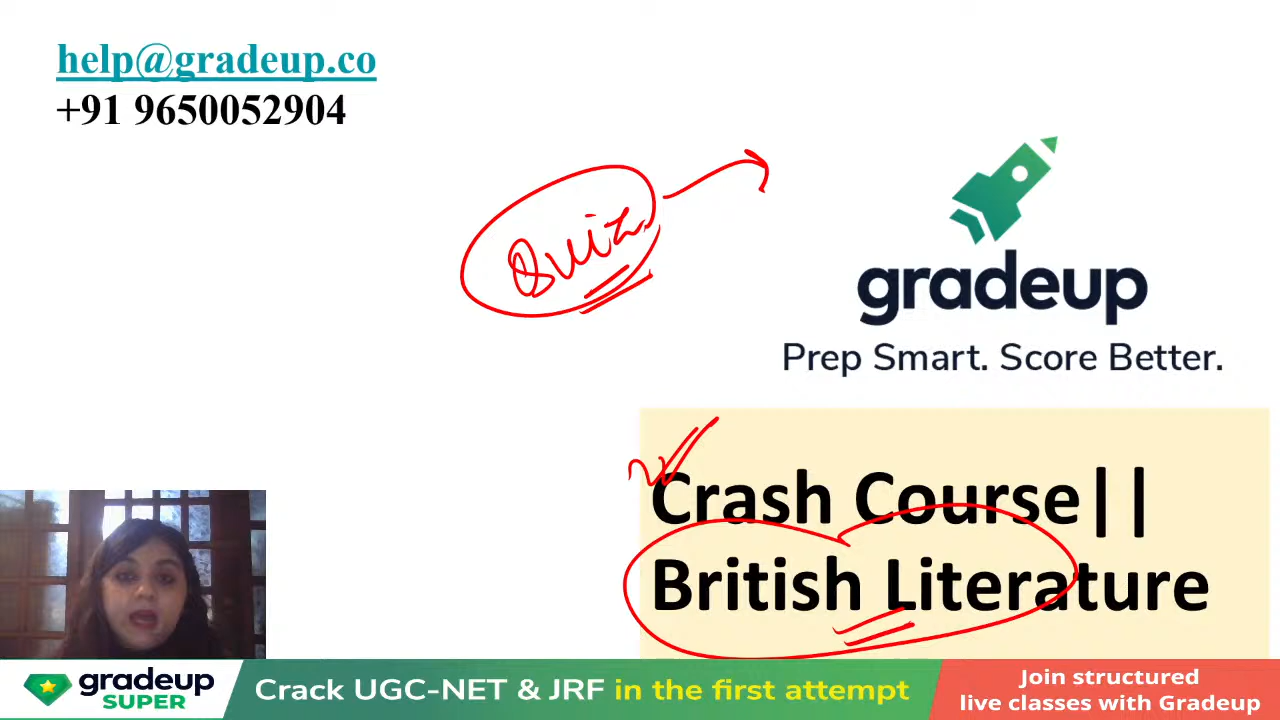 help@gradeup.co
+91 9650052904
Quiz
gradeup
Prep Smart. Score Better.
Crash Course||
British Literature
gradeup
SUPER
Crack UGC-NET & JRF in the first attempt
Join structured
live classes with Gradeup